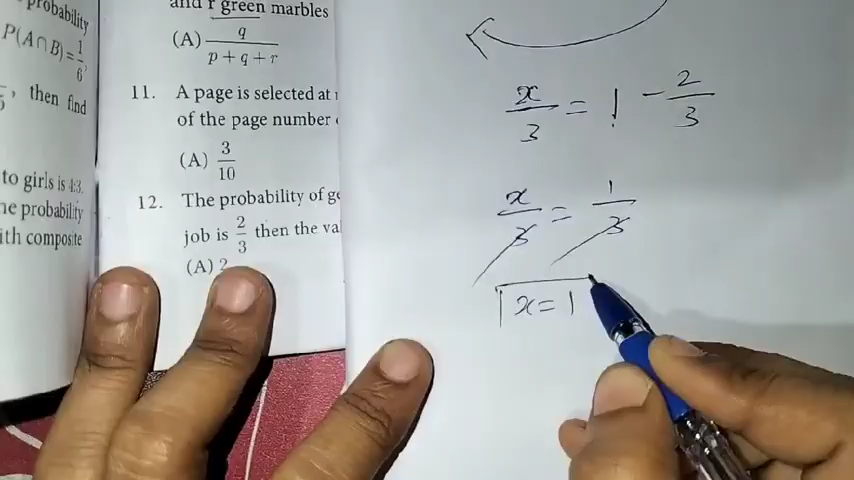 probability
P(A∩B)=1/6,
then find
to girls is 4:3.
probability
ith composite
and r green marbles
(A) q/(p+q+r)
11. A page is selected at
of the page number
(A) 3/10
12. The probability of ge
job is 2/3 then the va
(A) 2
x/3 = 1 - 2/3
x/3 = 1/3
x = 1